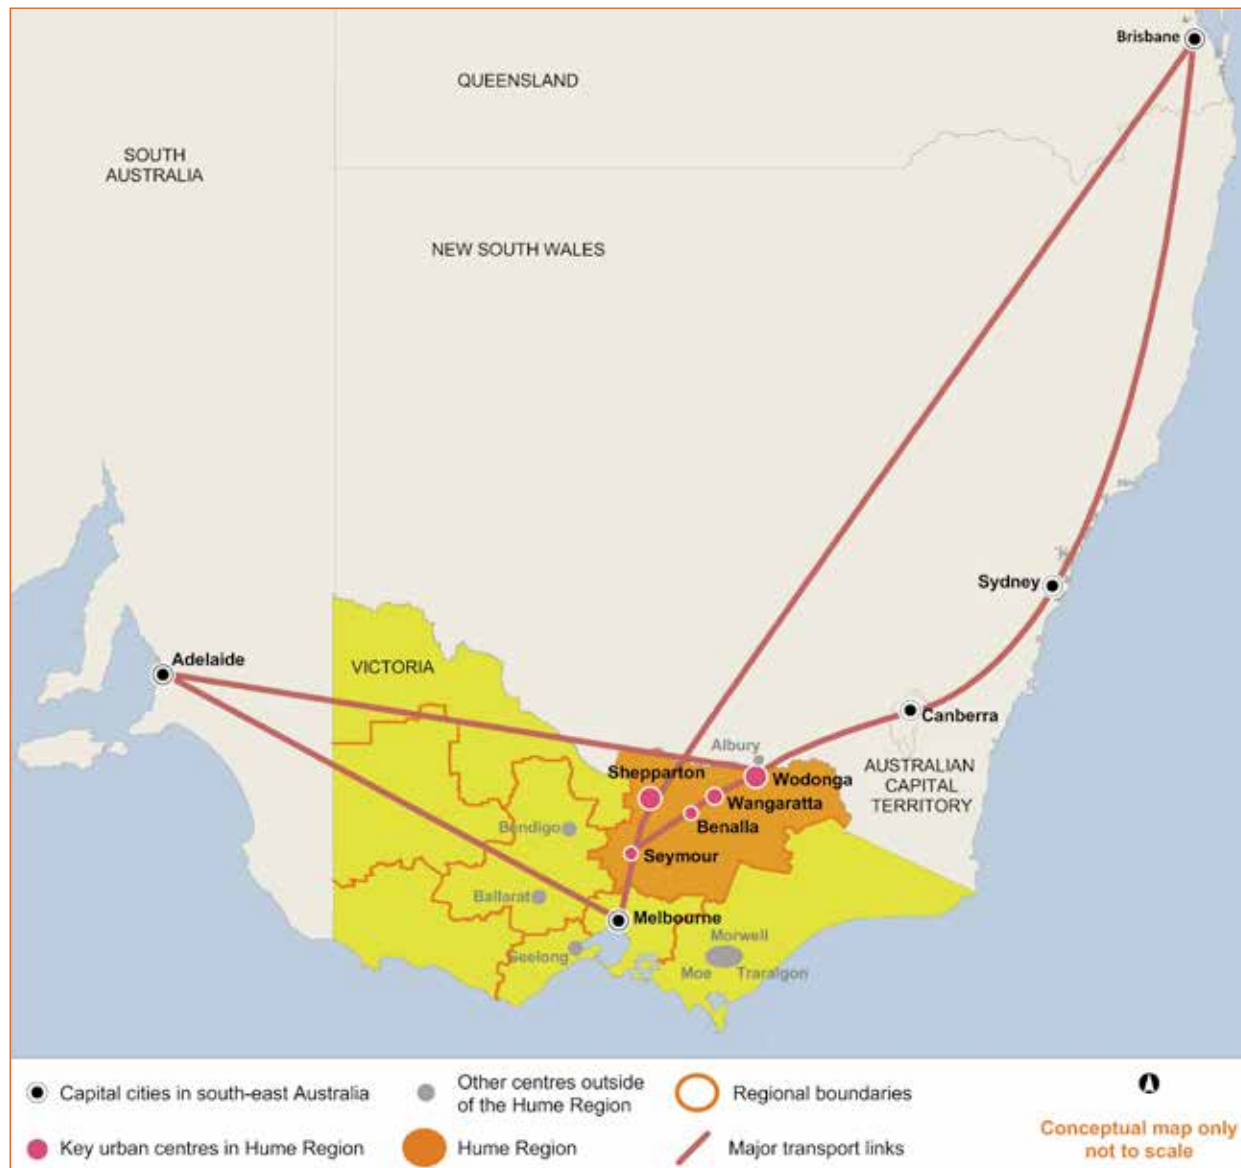 Brisbane
QUEENSLAND
SOUTH
AUSTRALIA
NEW SOUTH WALES
Sydney
Adelaide
VICTORIA
Canberra
Albury
Shepparton
Wodonga
AUSTRALIAN
CAPITAL
TERRITORY
Wangaratta
Benalla
Bendigo
Seymour
Ballarat
Melbourne
Morwell
Geelong
Moe
Traralgon
Capital cities in south-east Australia
Other centres outside
of the Hume Region
Regional boundaries
Key urban centres in Hume Region
Hume Region
Major transport links
Conceptual map only
not to scale